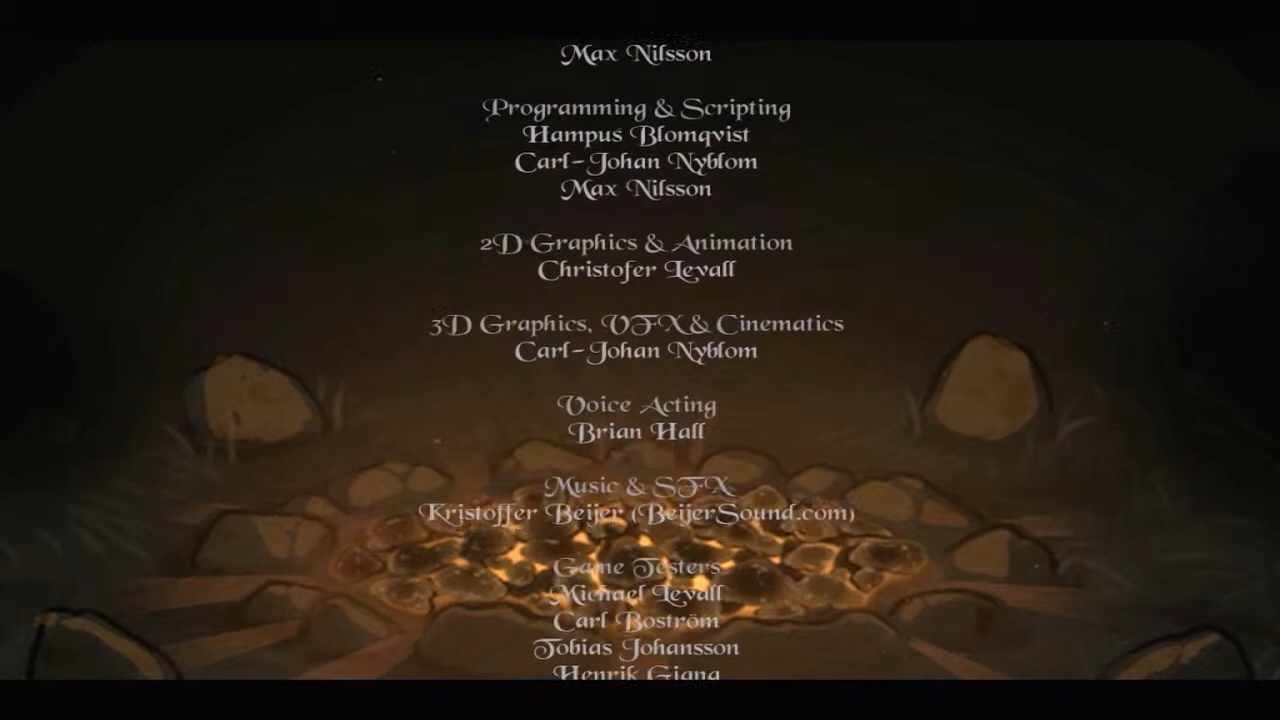 Max Nilsson
Programming & Scripting
Hampus Blomqvist
Carl-Johan Nyblom
Max Nilsson
2D Graphics & Animation
Christofer Levall
3D Graphics, VFX & Cinematics
Carl-Johan Nyblom
Voice Acting
Brian Hall
Music & SFX
Kristoffer Beijer (BeijerSound.com)
Game Testers
Michael Levall
Carl Boström
Tobias Johansson
Henrik Giang